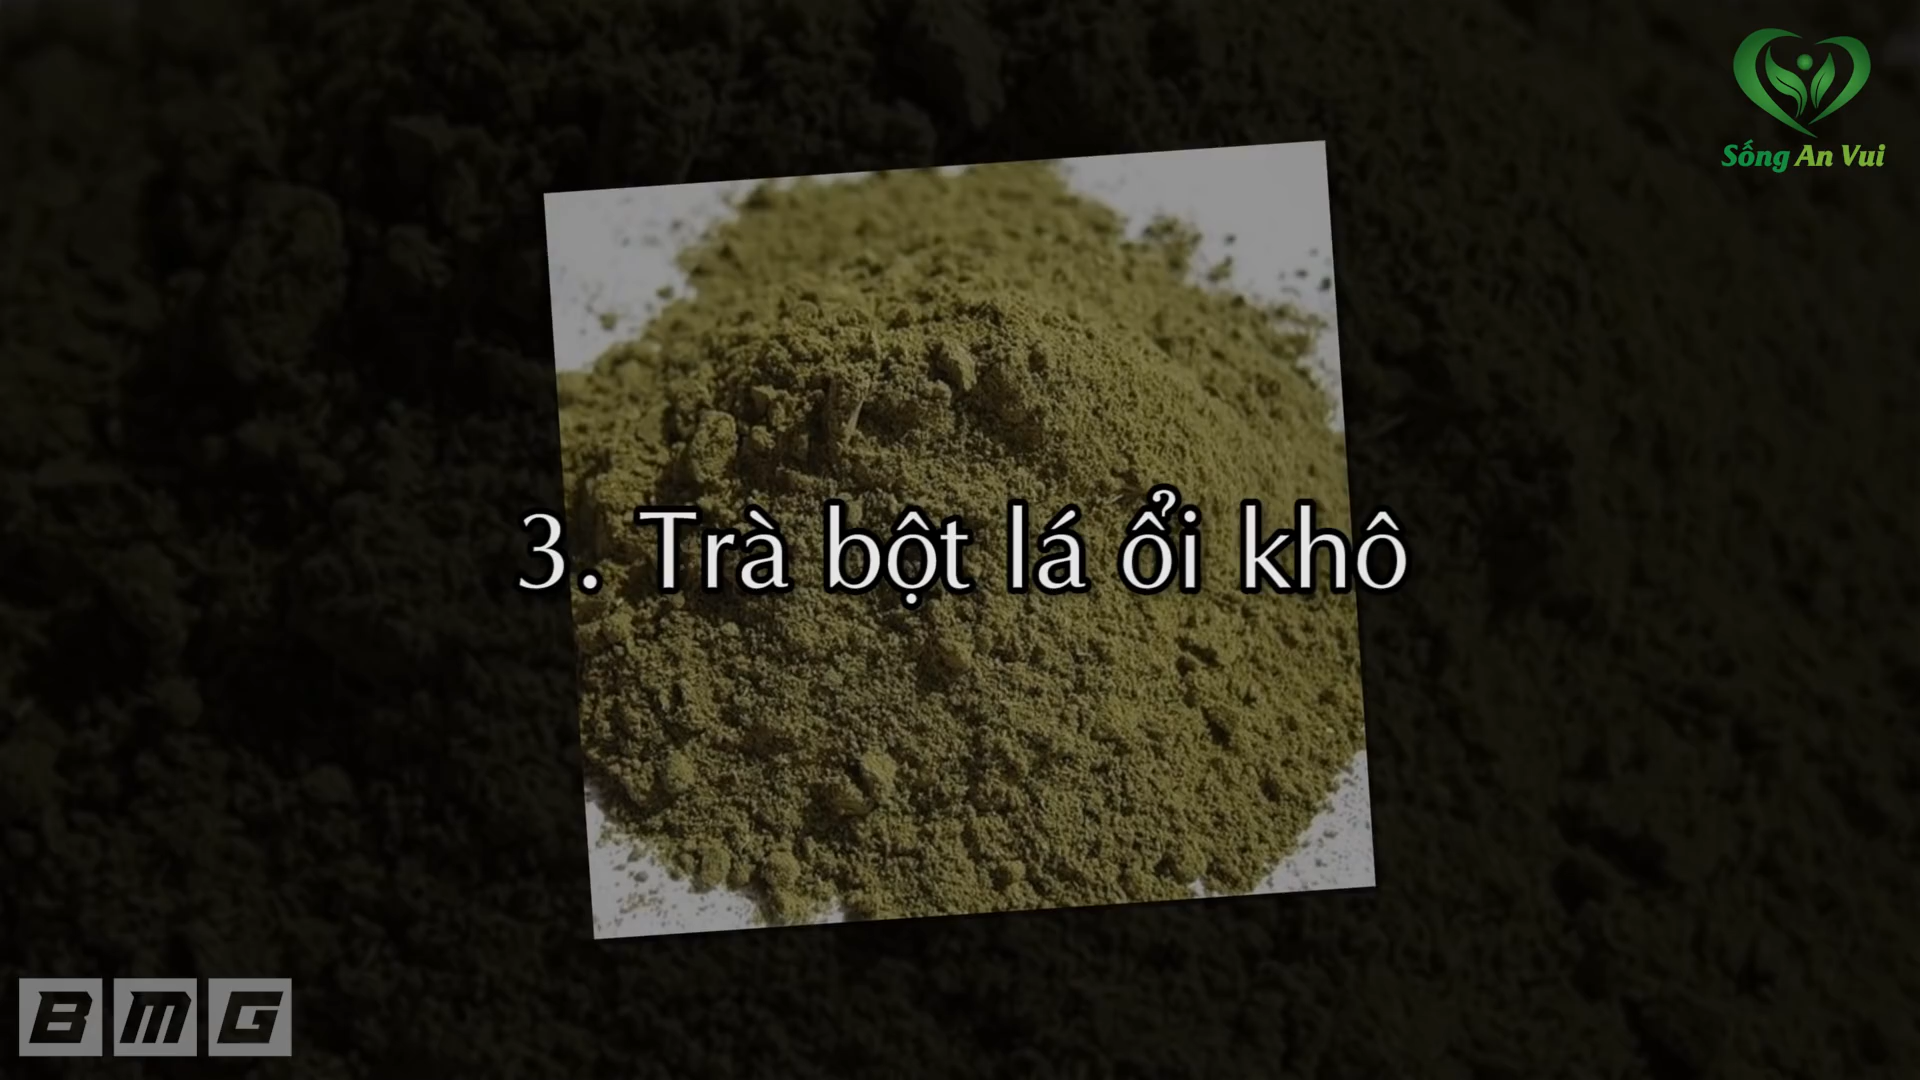 Sống An Vui
3. Trà bột lá ổi khô
BMG